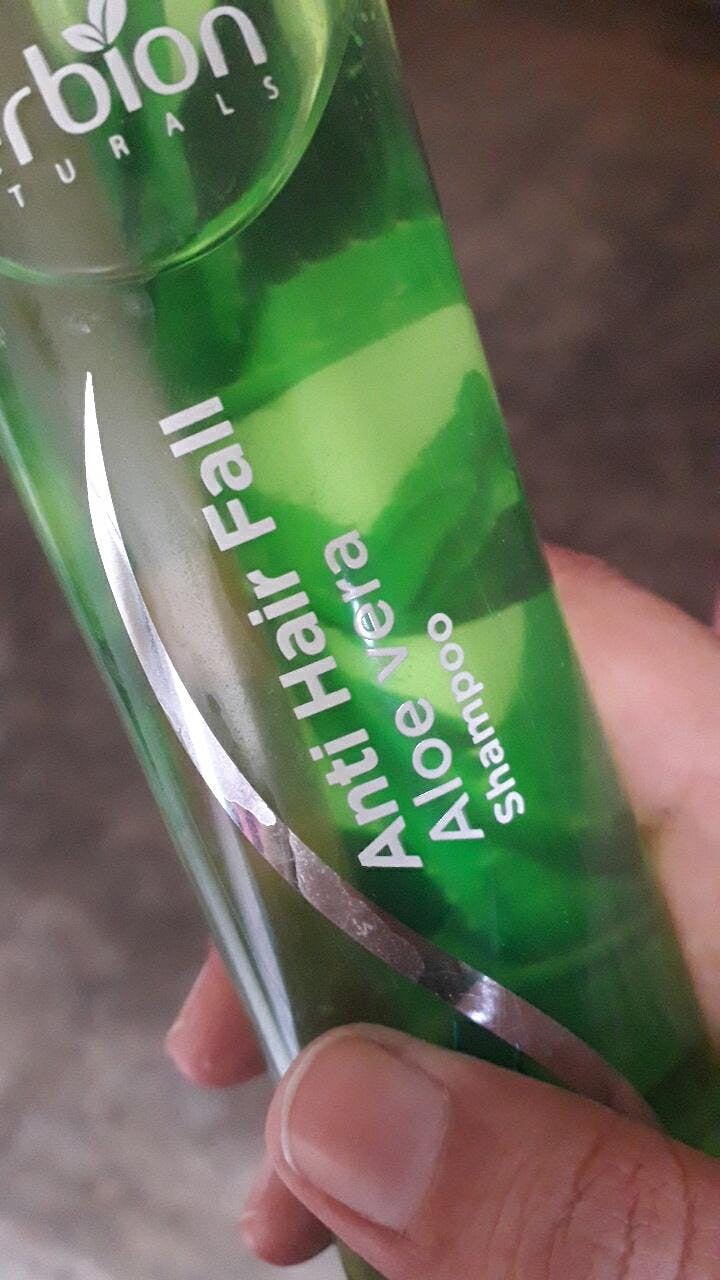 erbion
TURALS
Anti Hair Fall
Aloe vera
Shampoo